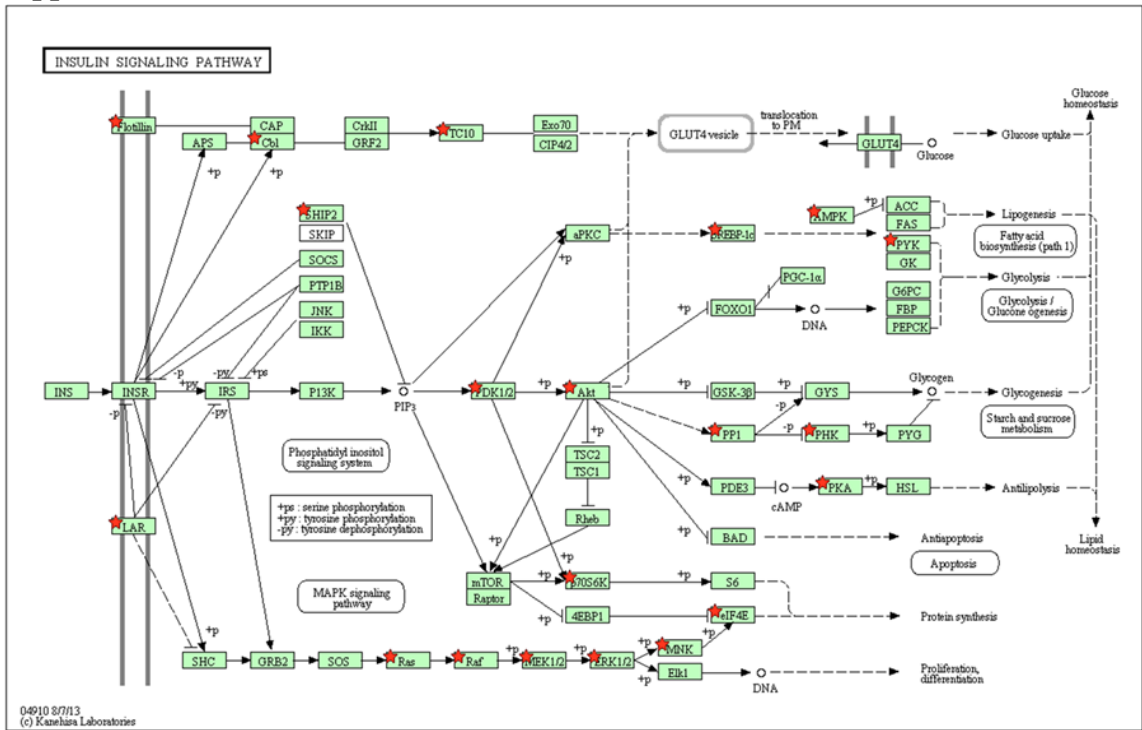 INSULIN SIGNALING PATHWAY
Glucose
homeostasis
Flotillin
CAP
CrkII
TC10
Exo70
translocation
to PM
APS
Cbl
GRF2
CIP4/2
GLUT4 vesicle
GLUT4
Glucose
Glucose uptake
+p
+p
SHIP2
SKIP
SOCS
PTP1B
JNK
IKK
aPKC
+p
SREBP-1c
AMPK
+p
ACC
FAS
Lipogenesis
Fatty acid
biosynthesis (path 1)
PYK
GK
Glycolysis
Glycolysis /
Glucone ogenesis
PGC-1α
+p
FOXO1
DNA
G6PC
FBP
PEPCK
-p
-py
+ps
INS
INSR
+py
IRS
PI3K
PIP3
PDK1/2
+p
Akt
+p
GSK-3β
+p
GYS
Glycogen
Glycogenesis
-p
-py
-p
PP1
-p
PHK
+p
PYG
Starch and sucrose
metabolism
Phosphatidyl inositol
signaling system
+p
TSC2
TSC1
+p
PDE3
cAMP
PKA
+p
HSL
Antilipolysis
+ps : serine phosphorylation
+py : tyrosine phosphorylation
-py : tyrosine dephosphorylation
LAR
Rheb
+p
+p
+p
BAD
Antiapoptosis
Apoptosis
Lipid
homeostasis
MAPK signaling
pathway
mTOR
Raptor
+p
p70S6K
+p
S6
+p
4EBP1
eIF4E
Protein synthesis
+p
SHC
GRB2
SOS
Ras
Raf
+p
MEK1/2
+p
ERK1/2
+p
MNK
+p
+p
Elk1
DNA
Proliferation,
differentiation
04910 8/7/13
(c) Kanehisa Laboratories